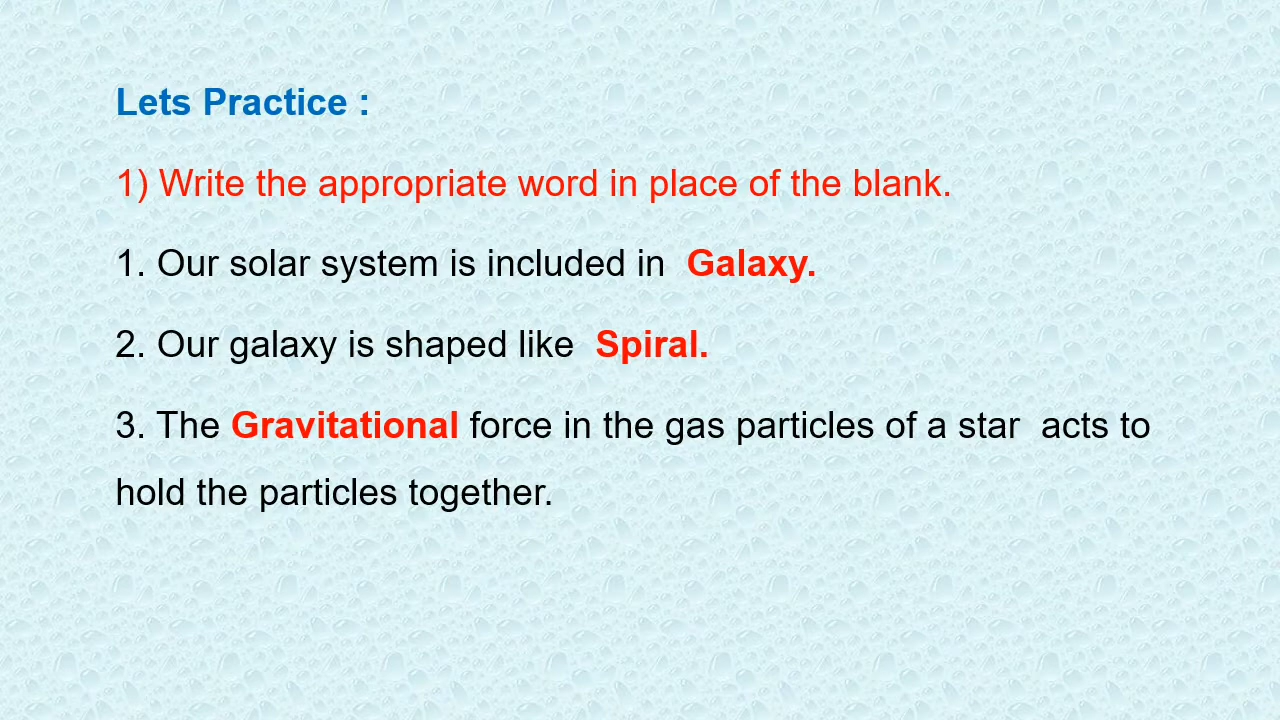 Lets Practice :
1) Write the appropriate word in place of the blank.
1. Our solar system is included in  Galaxy.
2. Our galaxy is shaped like  Spiral.
3. The Gravitational force in the gas particles of a star  acts to
hold the particles together.